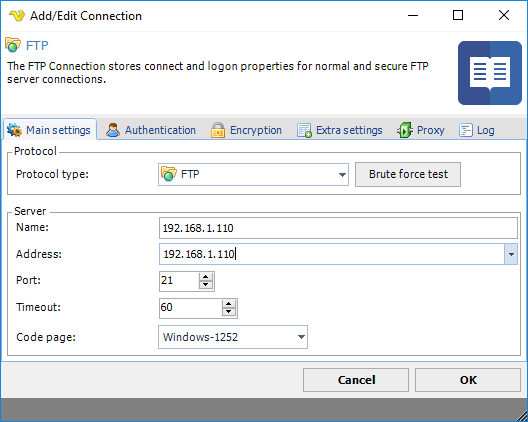 Add/Edit Connection
FTP
The FTP Connection stores connect and logon properties for normal and secure FTP
server connections.
Main settings Authentication Encryption Extra settings Proxy Log
Protocol
Protocol type: FTP Brute force test
Server
Name: 192.168.1.110
Address: 192.168.1.110
Port: 21
Timeout: 60
Code page: Windows-1252
Cancel OK